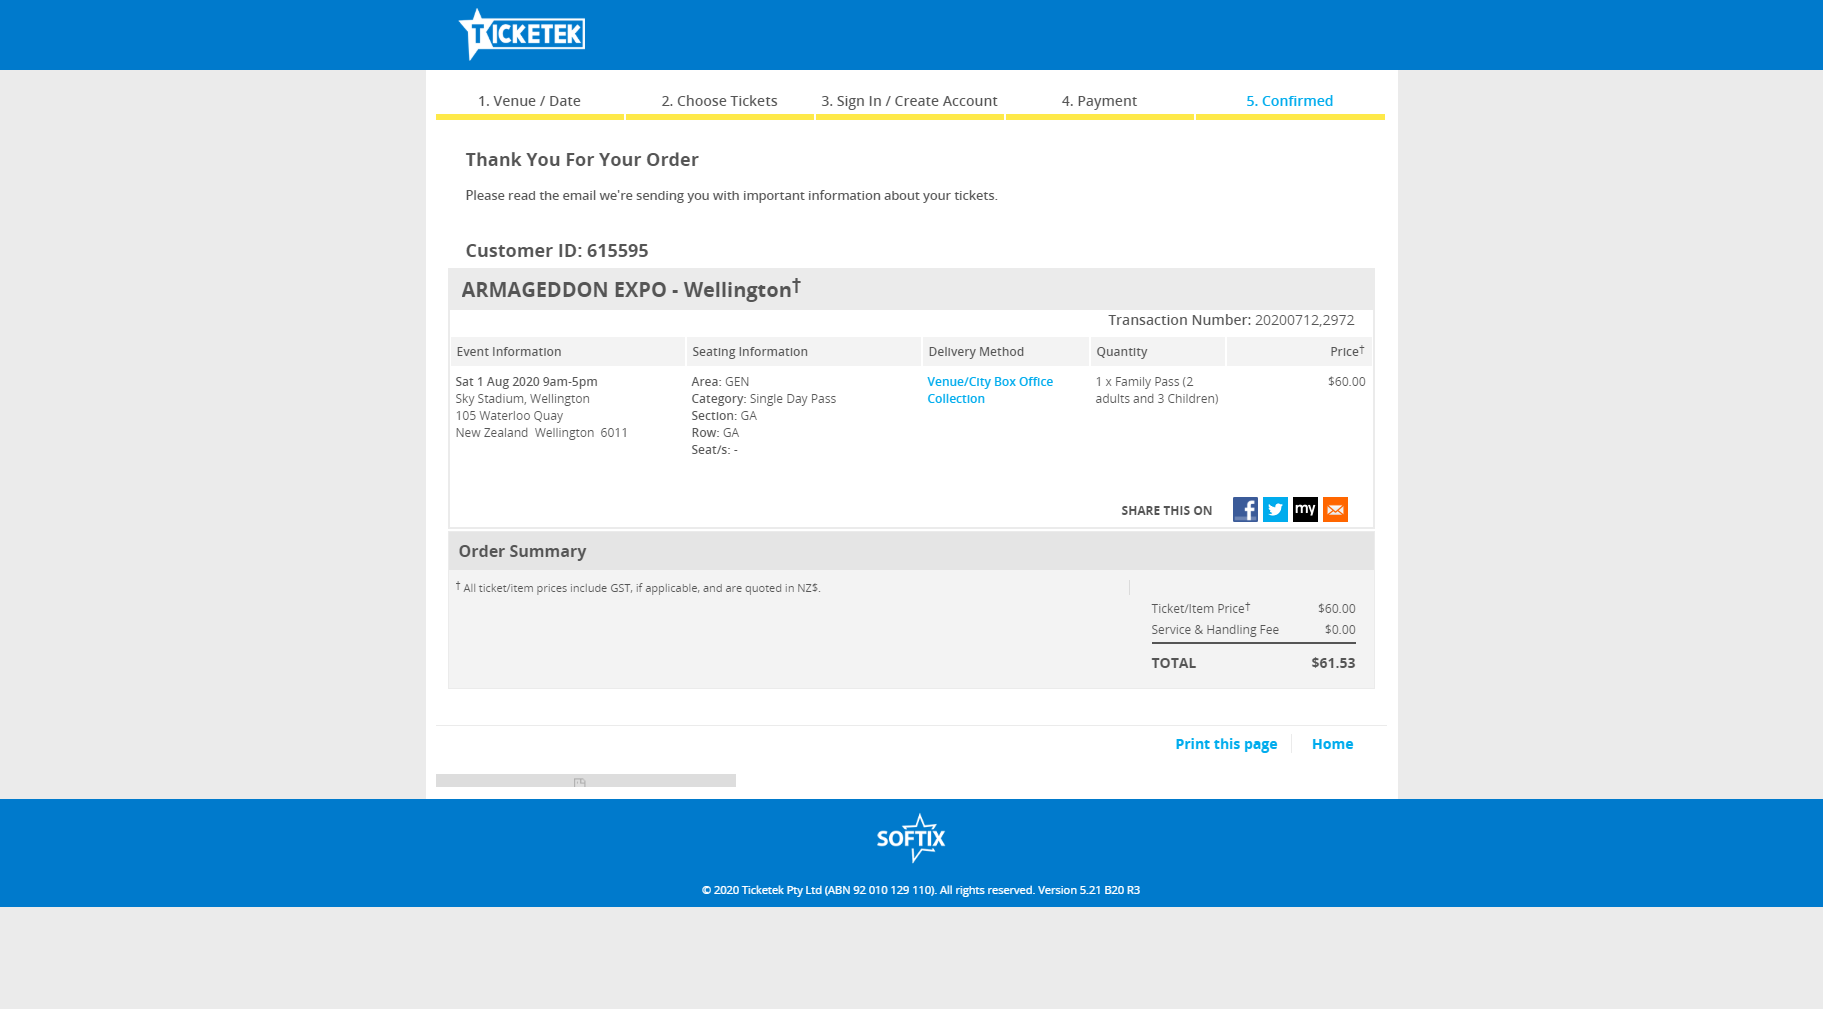 TICKETEK
1. Venue / Date
2. Choose Tickets
3. Sign In / Create Account
4. Payment
5. Confirmed
Thank You For Your Order
Please read the email we're sending you with important information about your tickets.
Customer ID: 615595
ARMAGEDDON EXPO - Wellington†
Transaction Number: 20200712,2972
Event Information
Seating Information
Delivery Method
Quantity
Price†
Sat 1 Aug 2020 9am-5pm
Sky Stadium, Wellington
105 Waterloo Quay
New Zealand  Wellington  6011
Area: GEN
Category: Single Day Pass
Section: GA
Row: GA
Seat/s: -
Venue/City Box Office
Collection
1 x Family Pass (2
adults and 3 Children)
$60.00
SHARE THIS ON
f
my
Order Summary
† All ticket/item prices include GST, if applicable, and are quoted in NZ$.
Ticket/Item Price† $60.00
Service & Handling Fee $0.00
TOTAL $61.53
Print this page
Home
SOFTIX
© 2020 Ticketek Pty Ltd (ABN 92 010 129 110). All rights reserved. Version 5.21 B20 R3